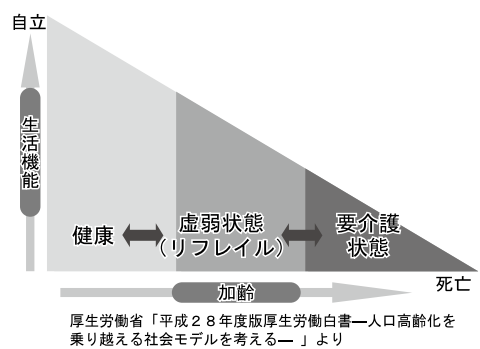 自立
生活機能
健康
虚弱状態
（リフレイル）
要介護
状態
死亡
加齢
厚生労働省「平成２８年度版厚生労働白書―人口高齢化を
乗り越える社会モデルを考える― 」より